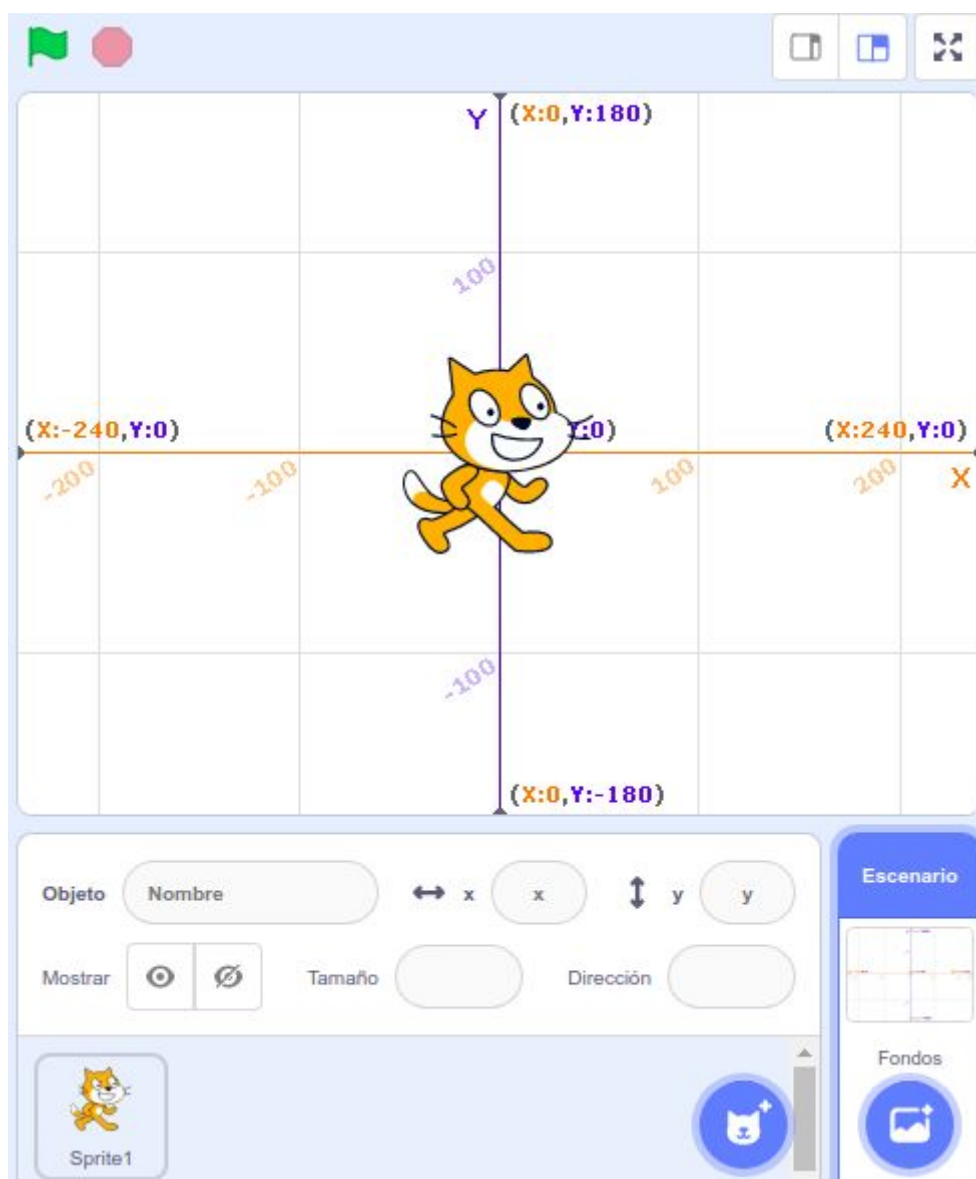 Y (X:0,Y:180)
100
(X:-240,Y:0) :0) (X:240,Y:0)
-200 -100 100 200 X
-100
(X:0,Y:-180)
Objeto Nombre x x y y
Escenario
Mostrar Tamaño Dirección
Fondos
Sprite1